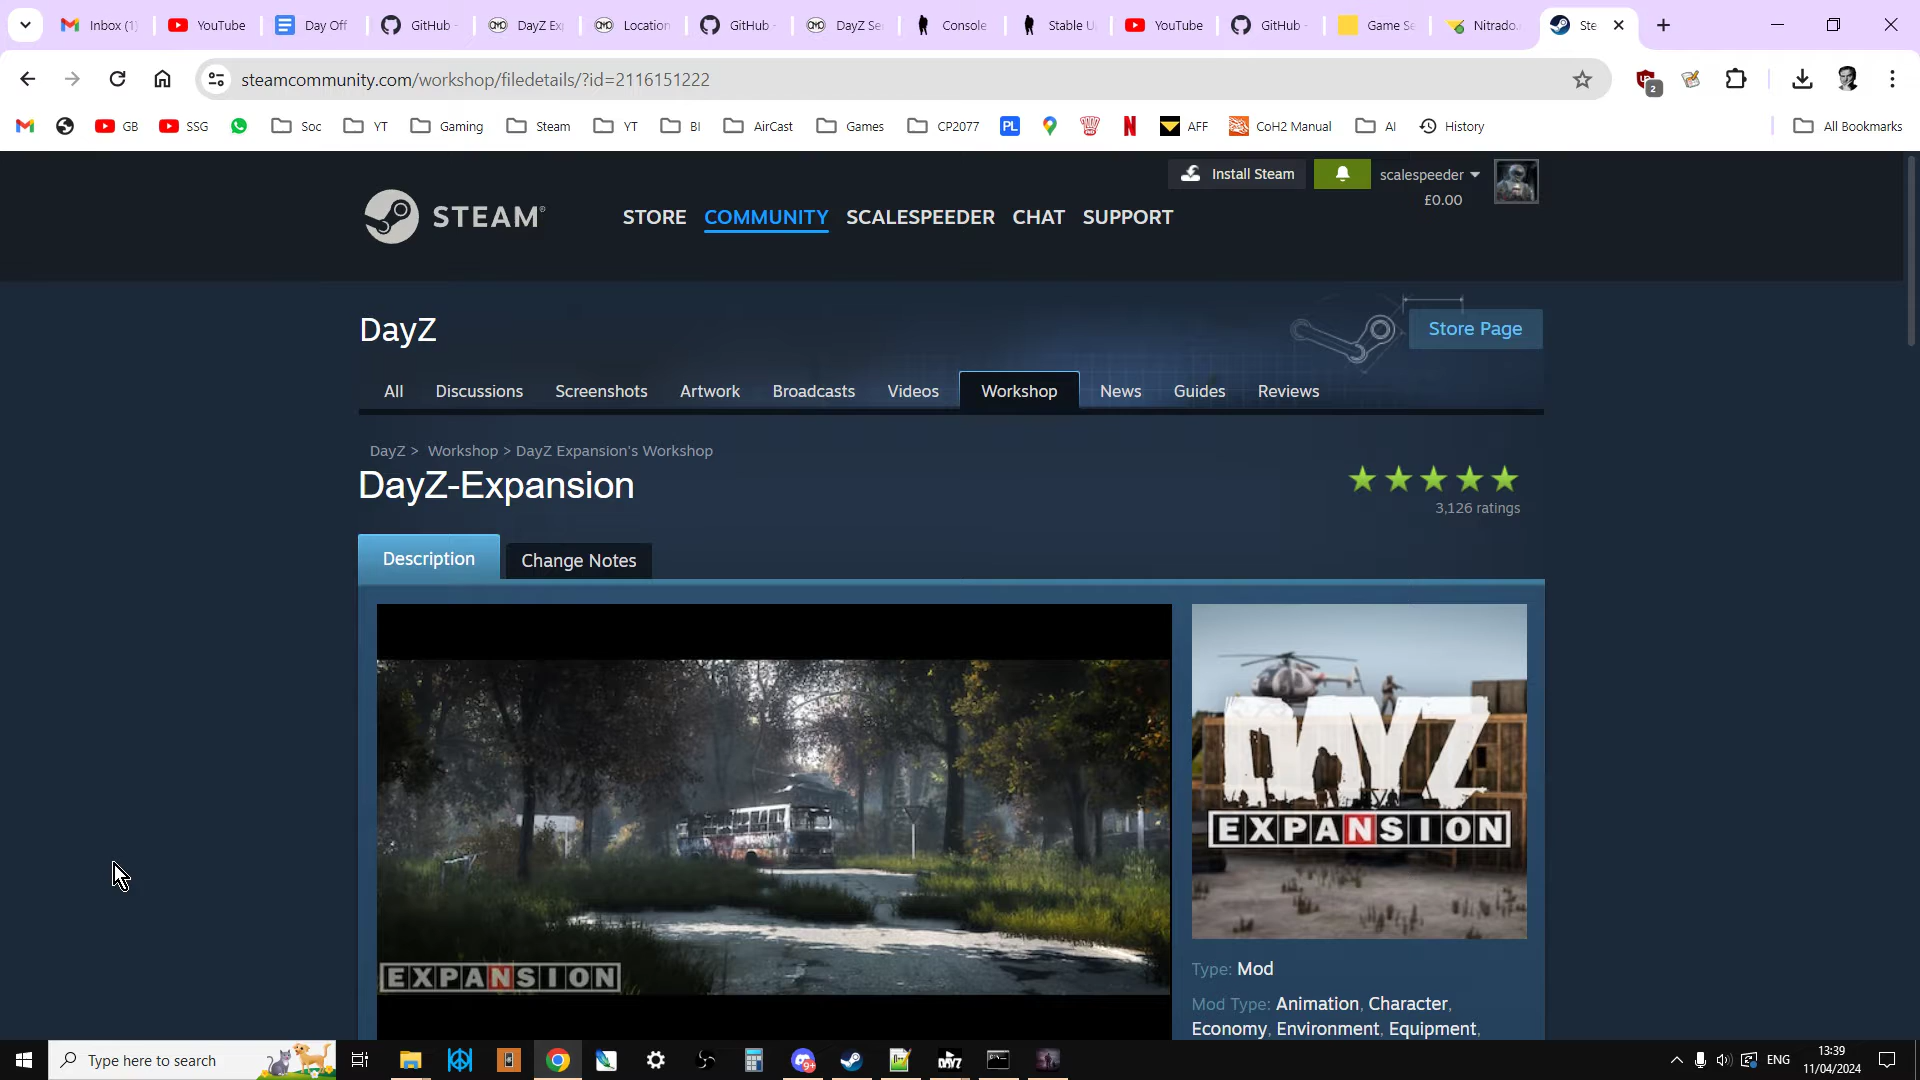 Inbox (1)
YouTube
Day Off
GitHub -
DayZ Ex
Location
GitHub -
DayZ Se
Console
Stable U
YouTube
GitHub -
Game Se
Nitrado.
Ste
steamcommunity.com/workshop/filedetails/?id=2116151222
2
GB
SSG
Soc
YT
Gaming
Steam
YT
BI
AirCast
Games
CP2077
PL
N
AFF
CoH2 Manual
AI
History
All Bookmarks
Install Steam
scalespeeder
£0.00
STEAM®
STORE COMMUNITY SCALESPEEDER CHAT SUPPORT
DayZ
Store Page
All Discussions Screenshots Artwork Broadcasts Videos Workshop News Guides Reviews
DayZ > Workshop > DayZ Expansion's Workshop
DayZ-Expansion
3,126 ratings
Description
Change Notes
DAYZ
EXPANSION
EXPANSION
Type: Mod
Mod Type: Animation, Character,
Economy, Environment, Equipment,
Type here to search
9+
DAYZ
ENG
13:39
11/04/2024